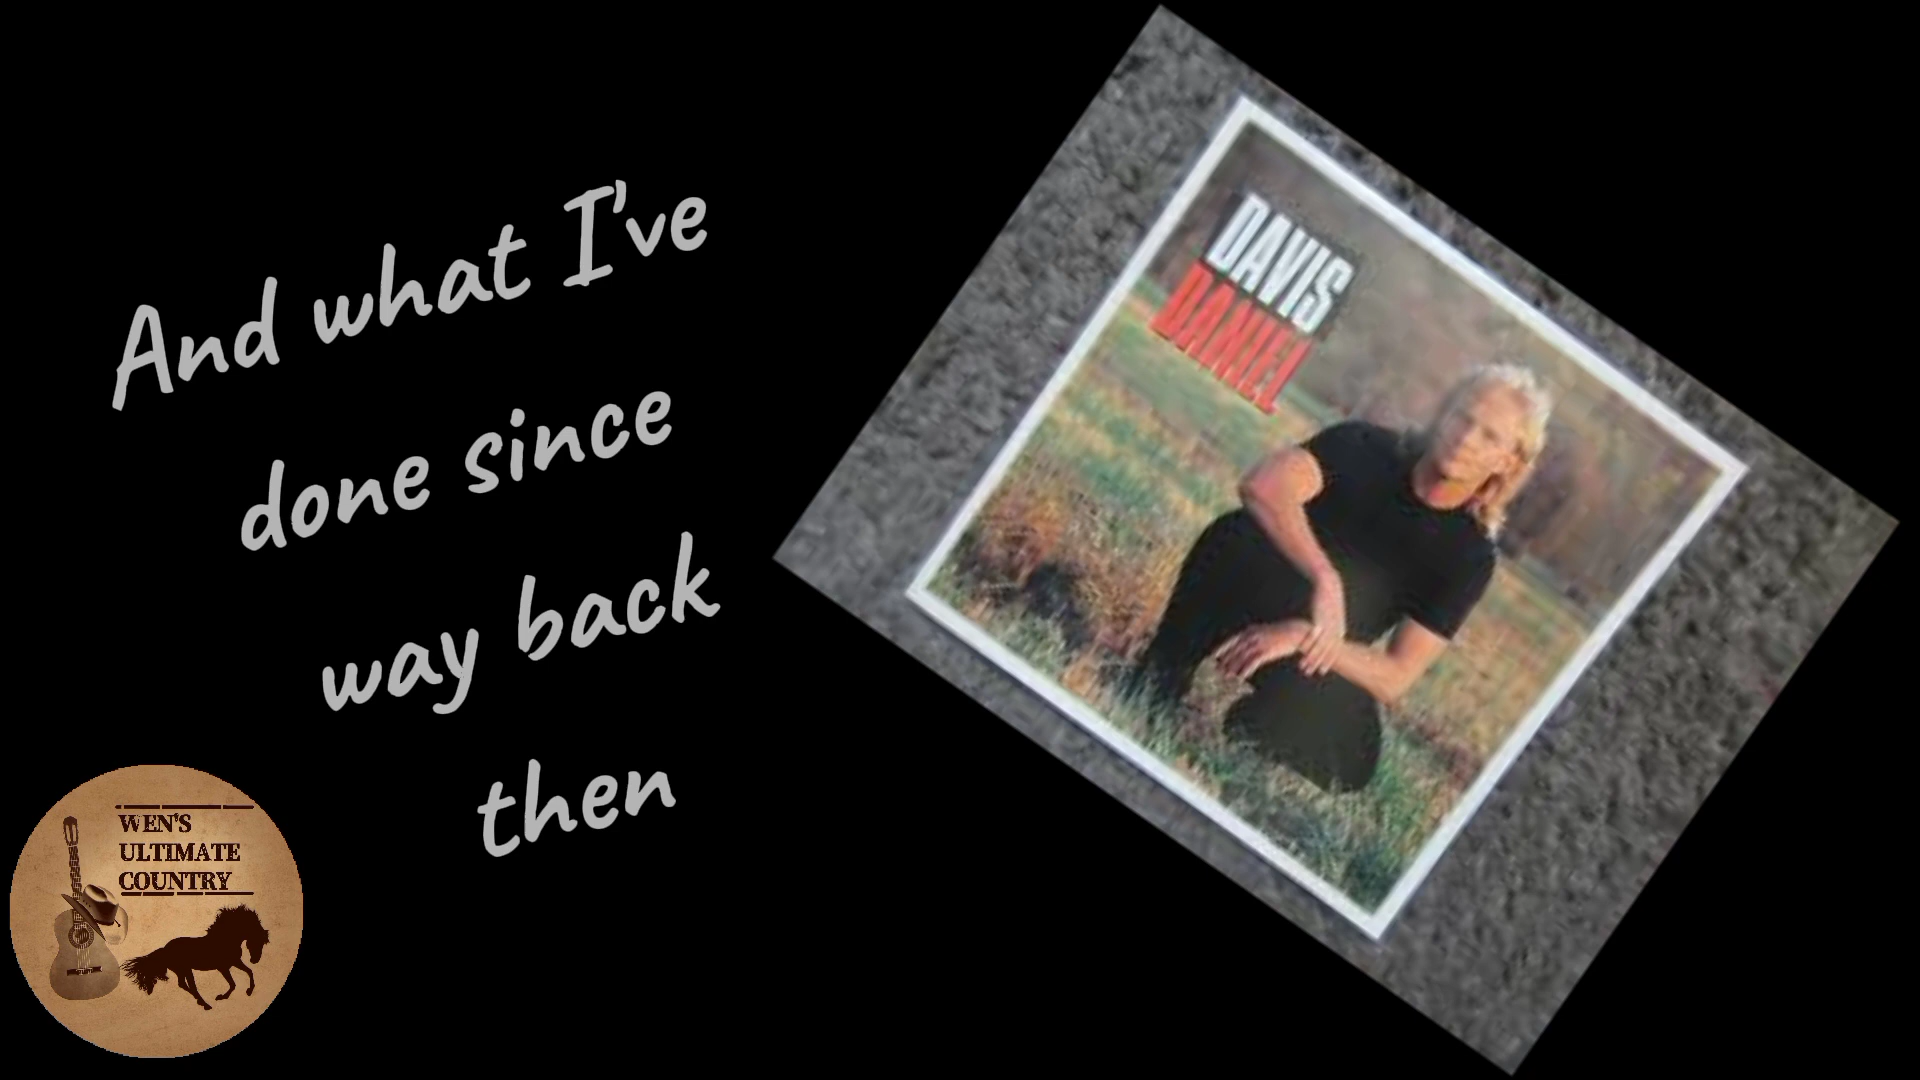 And what I've
done since
way back
then
DAVIS
DANIEL
WEN'S
ULTIMATE
COUNTRY